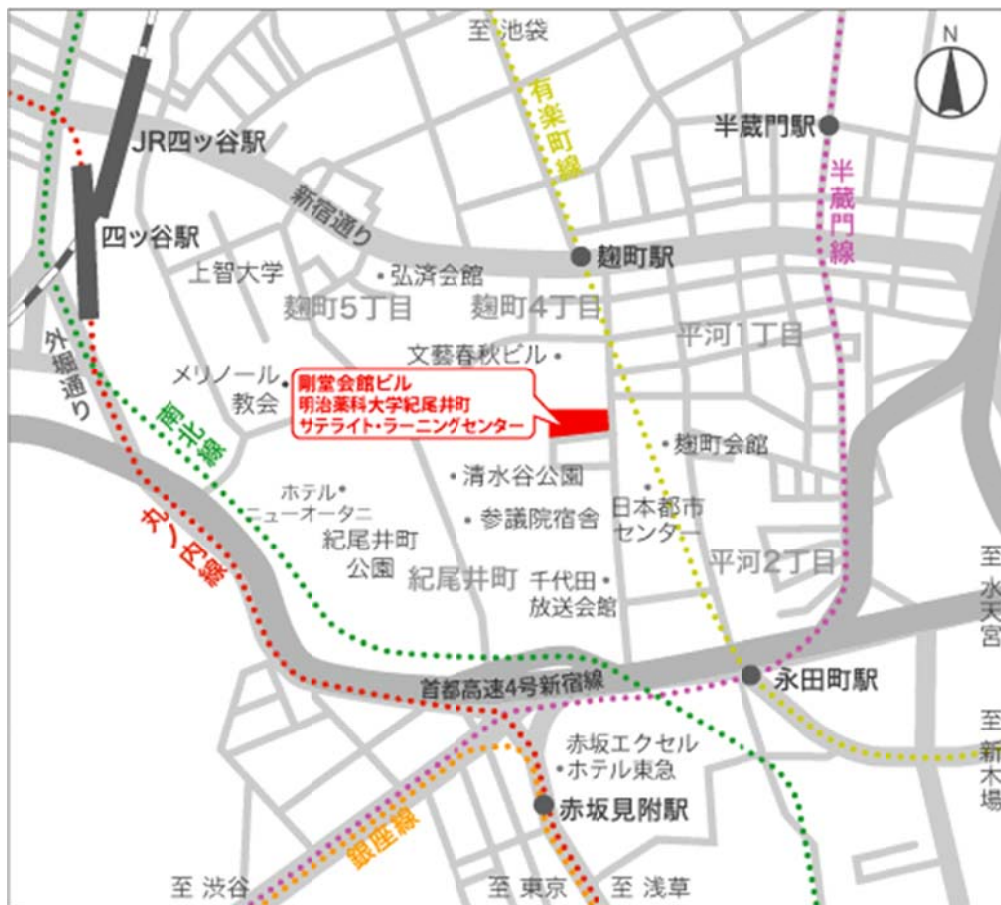 至 池袋
N
有楽町線
半蔵門駅
JR四ッ谷駅
半蔵門線
新宿通り
四ッ谷駅
麹町駅
上智大学
弘済会館
麹町5丁目
麹町4丁目
平河1丁目
外堀通り
文藝春秋ビル
メリノール
教会
剛堂会館ビル
明治薬科大学紀尾井町
サテライト・ラーニングセンター
南北線
麹町会館
清水谷公園
ホテル
ニューオータニ
日本都市
センター
参議院宿舎
丸ノ内線
紀尾井町
公園
平河2丁目
至 水天宮
紀尾井町
千代田
放送会館
首都高速4号新宿線
永田町駅
至 新木場
赤坂エクセル
ホテル東急
赤坂見附駅
銀座線
至 渋谷
至 東京
至 浅草